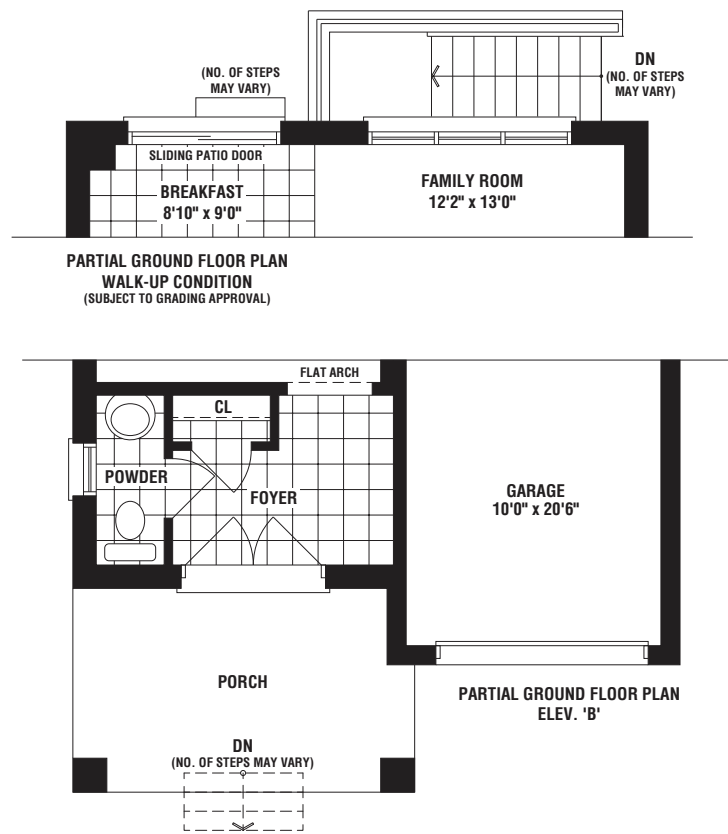 (NO. OF STEPS
MAY VARY)
DN
(NO. OF STEPS
MAY VARY)
SLIDING PATIO DOOR
BREAKFAST
8'10" x 9'0"
FAMILY ROOM
12'2" x 13'0"
PARTIAL GROUND FLOOR PLAN
WALK-UP CONDITION
(SUBJECT TO GRADING APPROVAL)
FLAT ARCH
CL
POWDER
FOYER
GARAGE
10'0" x 20'6"
PORCH
PARTIAL GROUND FLOOR PLAN
ELEV. 'B'
DN
(NO. OF STEPS MAY VARY)